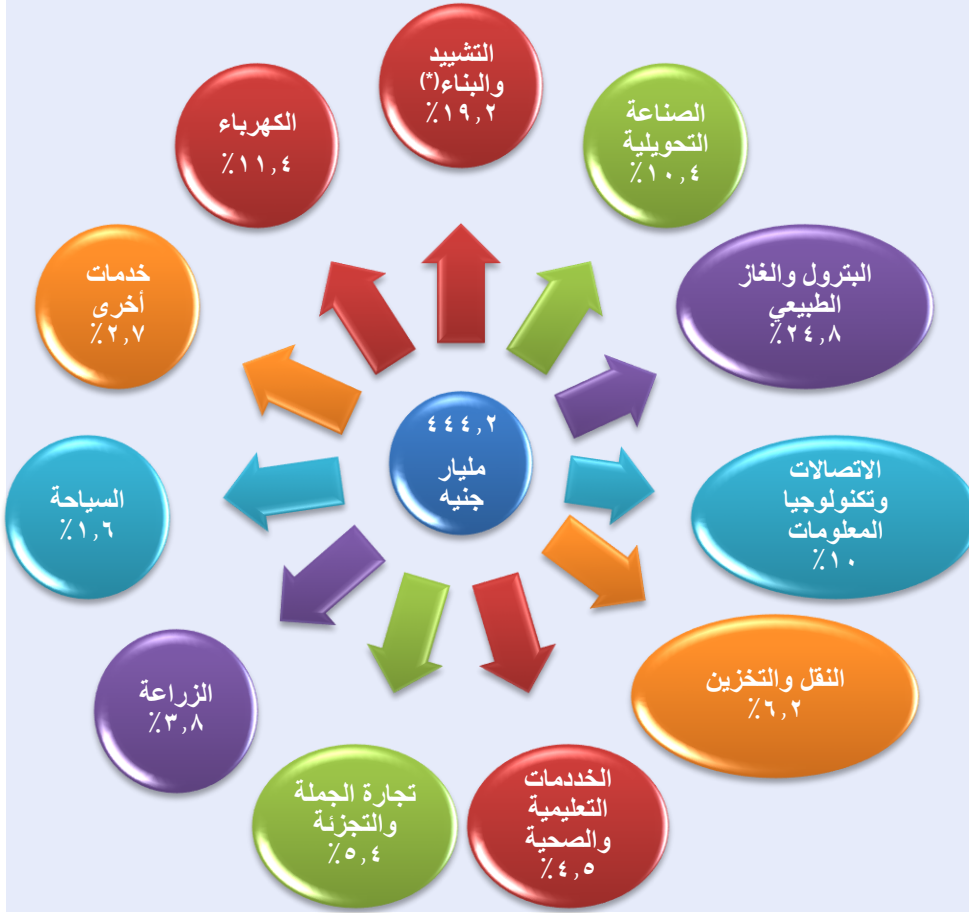 التشييد
والبناء(*)
١٩,٢٪
الصناعة
التحويلية
١٠,٤٪
البترول والغاز
الطبيعي
٢٤,٨٪
الاتصالات
وتكنولوجيا
المعلومات
١٠٪
النقل والتخزين
٦,٢٪
الخددمات
التعليمية
والصحية
٤,٥٪
تجارة الجملة
والتجزئة
٥,٤٪
الزراعة
٣,٨٪
السياحة
١,٦٪
خدمات
أخرى
٢,٧٪
الكهرباء
١١,٤٪
٤٤٤,٢
مليار
جنيه